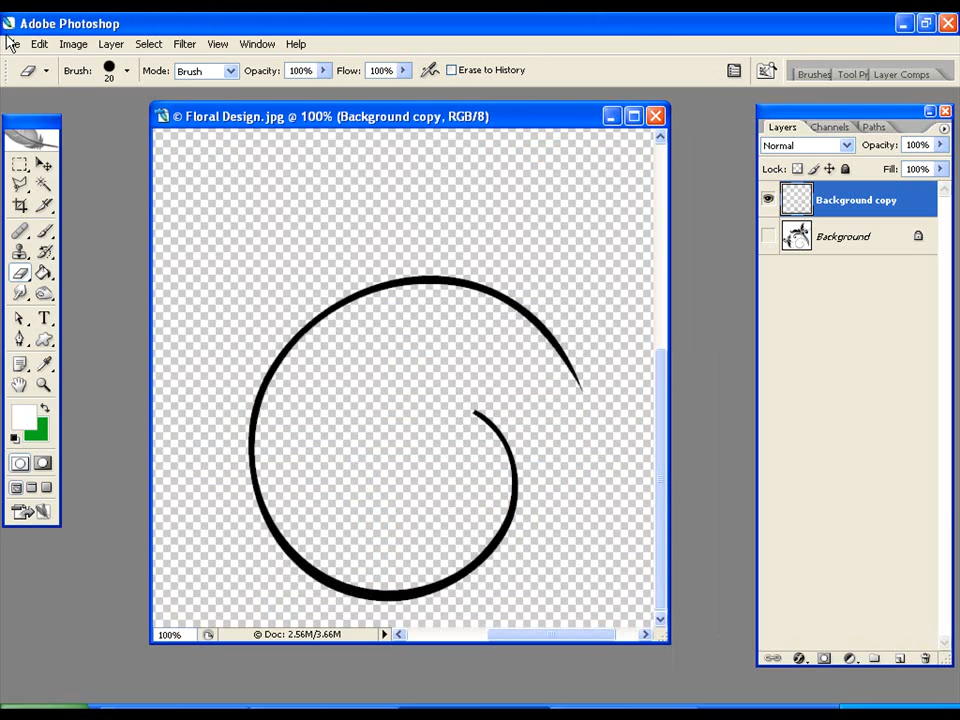 Adobe Photoshop
Edit Image Layer Select Filter View Window Help
Brush: 20 Mode: Brush Opacity: 100% Flow: 100% Erase to History Brushes Tool Pr Layer Comps
© Floral Design.jpg @ 100% (Background copy, RGB/8)
Layers Channels Paths
Normal Opacity: 100%
Lock: Fill: 100%
Background copy
Background
T
100% Doc: 2.56M/3.66M